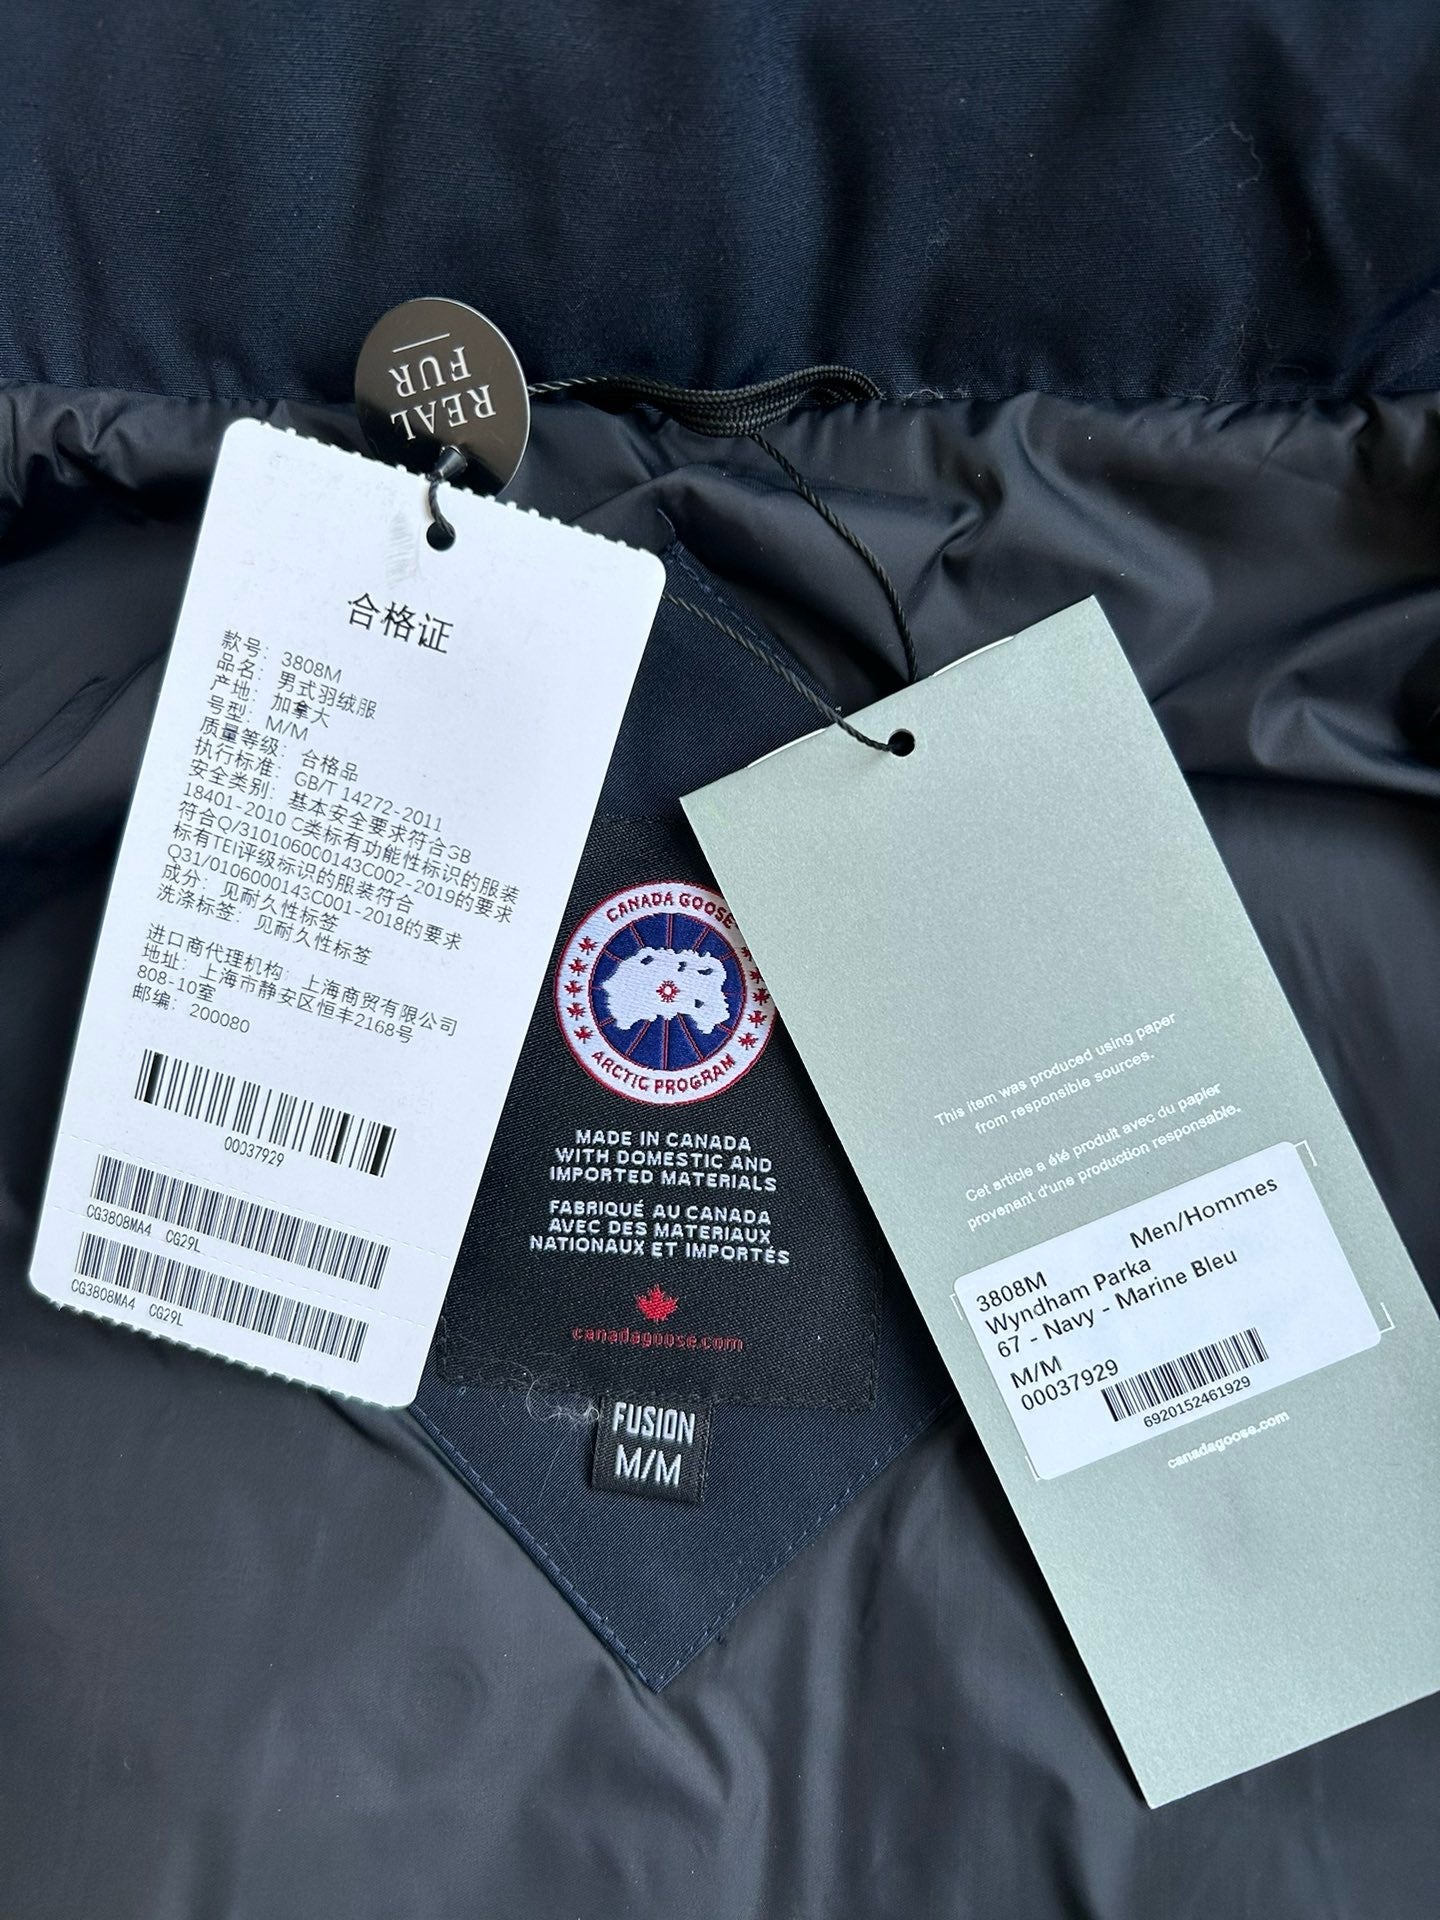 REAL
FUR
合格证
款号: 3808M
品名: 男式羽绒服
产地: 加拿大
号型: M/M
质量等级: 合格品
执行标准: GB/T 14272-2011
安全类别: 基本安全要求符合GB
18401-2010 C类标有功能性标识的服装
符合Q/310106000143C002-2019的要求
标有TEI评级标识的服装符合
Q31/0106000143C001-2018的要求
成分: 见耐久性标签
洗涤标签: 见耐久性标签
进口商代理机构: 上海商贸有限公司
地址: 上海市静安区恒丰2168号
808-10室
邮编: 200080
00037929
CG3808MA4 CG29L
CG3808MA4 CG29L
CANADA GOOSE
ARCTIC PROGRAM
MADE IN CANADA
WITH DOMESTIC AND
IMPORTED MATERIALS
FABRIQUÉ AU CANADA
AVEC DES MATERIAUX
NATIONAUX ET IMPORTÉS
canadagoose.com
FUSION
M/M
This item was produced using paper
from responsible sources.
Cet article a été produit avec du papier
provenant d'une production responsable.
Men/Hommes
3808M
Wyndham Parka
67 - Navy - Marine Bleu
M/M
00037929
6920152461929
canadagoose.com